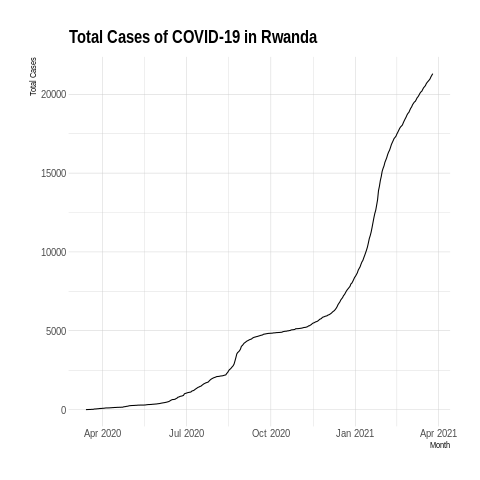 Total Cases of COVID-19 in Rwanda
Total Cases
20000
15000
10000
5000
0
Apr 2020
Jul 2020
Oct 2020
Jan 2021
Apr 2021
Month